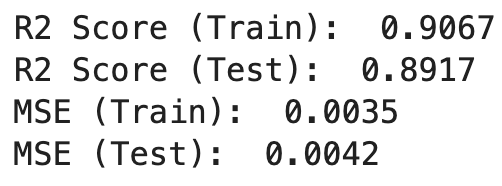 R2 Score (Train):  0.9067
R2 Score (Test):  0.8917
MSE (Train):  0.0035
MSE (Test):  0.0042